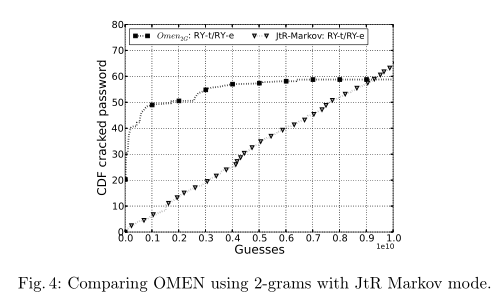 80
Omen2G: RY-t/RY-e JtR-Markov: RY-t/RY-e
70
60
50
40
30
20
10
0
CDF cracked password
0.0 0.1 0.2 0.3 0.4 0.5 0.6 0.7 0.8 0.9 1.0
Guesses
1e10
Fig. 4: Comparing OMEN using 2-grams with JtR Markov mode.